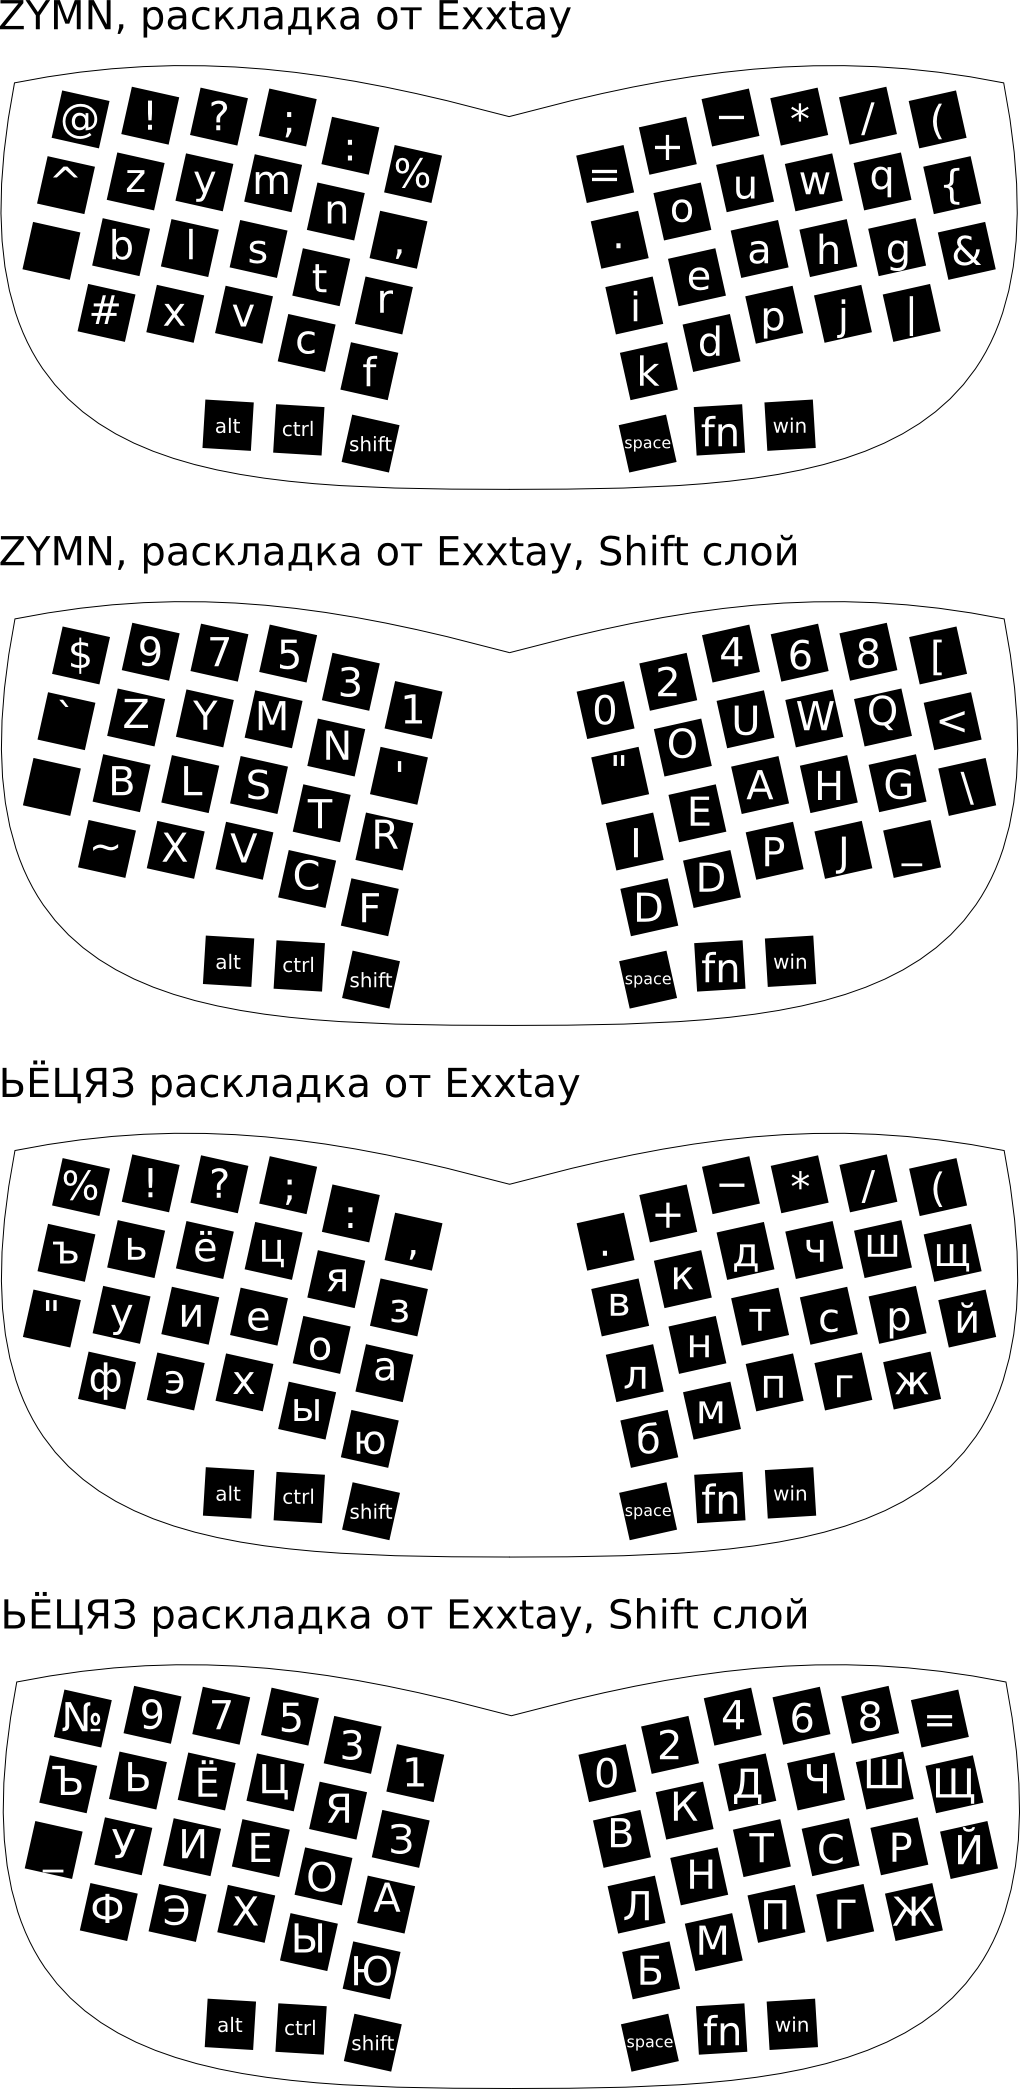 ZYMN, раскладка от Exxtay
@ ! ? ; : % = + − * / (
^ z y m n , . o u w q {
b l s t r i e a h g &
# x v c f k d p j |
alt ctrl shift space fn win
ZYMN, раскладка от Exxtay, Shift слой
$ 9 7 5 3 1 0 2 4 6 8 [
` Z Y M N ' " O U W Q <
B L S T R I E A H G \
~ X V C F D D P J _
alt ctrl shift space fn win
ЬЁЦЯЗ раскладка от Exxtay
% ! ? ; : , . + − * / (
ъ ь ё ц я з в к д ч ш щ
" у и е о а л н т с р й
ф э х ы ю б м п г ж
alt ctrl shift space fn win
ЬЁЦЯЗ раскладка от Exxtay, Shift слой
№ 9 7 5 3 1 0 2 4 6 8 =
Ъ Ь Ё Ц Я З В К Д Ч Ш Щ
_ У И Е О А Л Н Т С Р Й
Ф Э Х Ы Ю Б М П Г Ж
alt ctrl shift space fn win